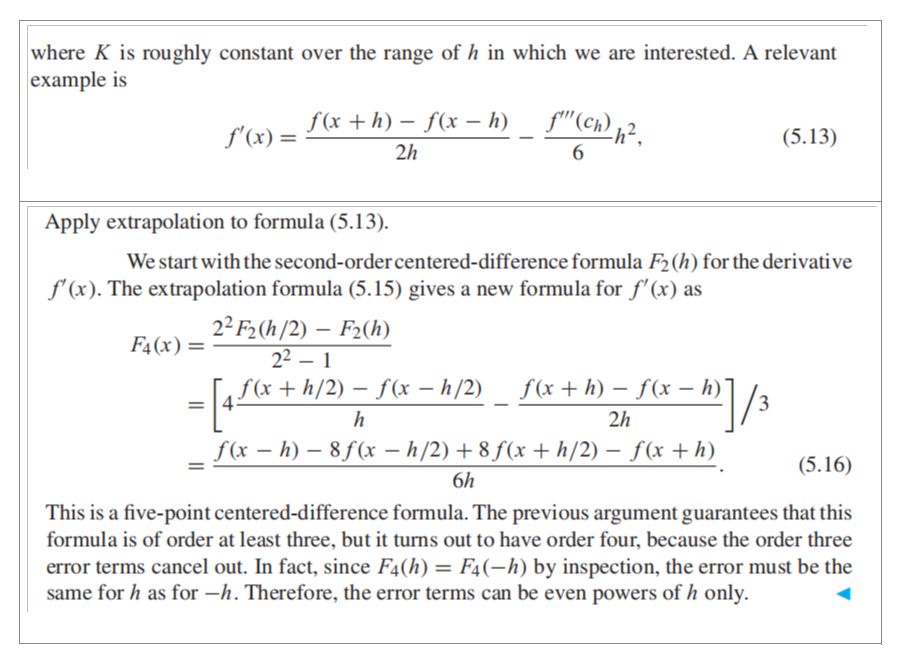 where K is roughly constant over the range of h in which we are interested. A relevant
example is
f′(x) = \frac{f(x + h) − f(x − h)}{2h} − \frac{f′′′(c_h)}{6}h^2, (5.13)
Apply extrapolation to formula (5.13).
We start with the second-order centered-difference formula F_2(h) for the derivative
f′(x). The extrapolation formula (5.15) gives a new formula for f′(x) as
F_4(x) = \frac{2^2 F_2(h/2) − F_2(h)}{2^2 − 1}
= [4\frac{f(x + h/2) − f(x − h/2)}{h} − \frac{f(x + h) − f(x − h)}{2h}]/3
= \frac{f(x − h) − 8f(x − h/2) + 8f(x + h/2) − f(x + h)}{6h}. (5.16)
This is a five-point centered-difference formula. The previous argument guarantees that this
formula is of order at least three, but it turns out to have order four, because the order three
error terms cancel out. In fact, since F_4(h) = F_4(−h) by inspection, the error must be the
same for h as for −h. Therefore, the error terms can be even powers of h only.